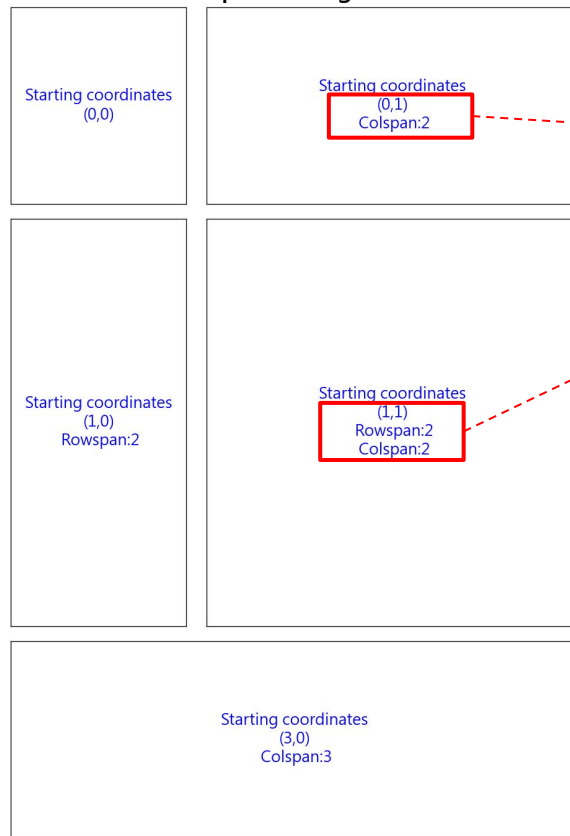 Starting coordinates
(0,0)
Starting coordinates
(0,1)
Colspan:2
Starting coordinates
(1,0)
Rowspan:2
Starting coordinates
(1,1)
Rowspan:2
Colspan:2
Starting coordinates
(3,0)
Colspan:3